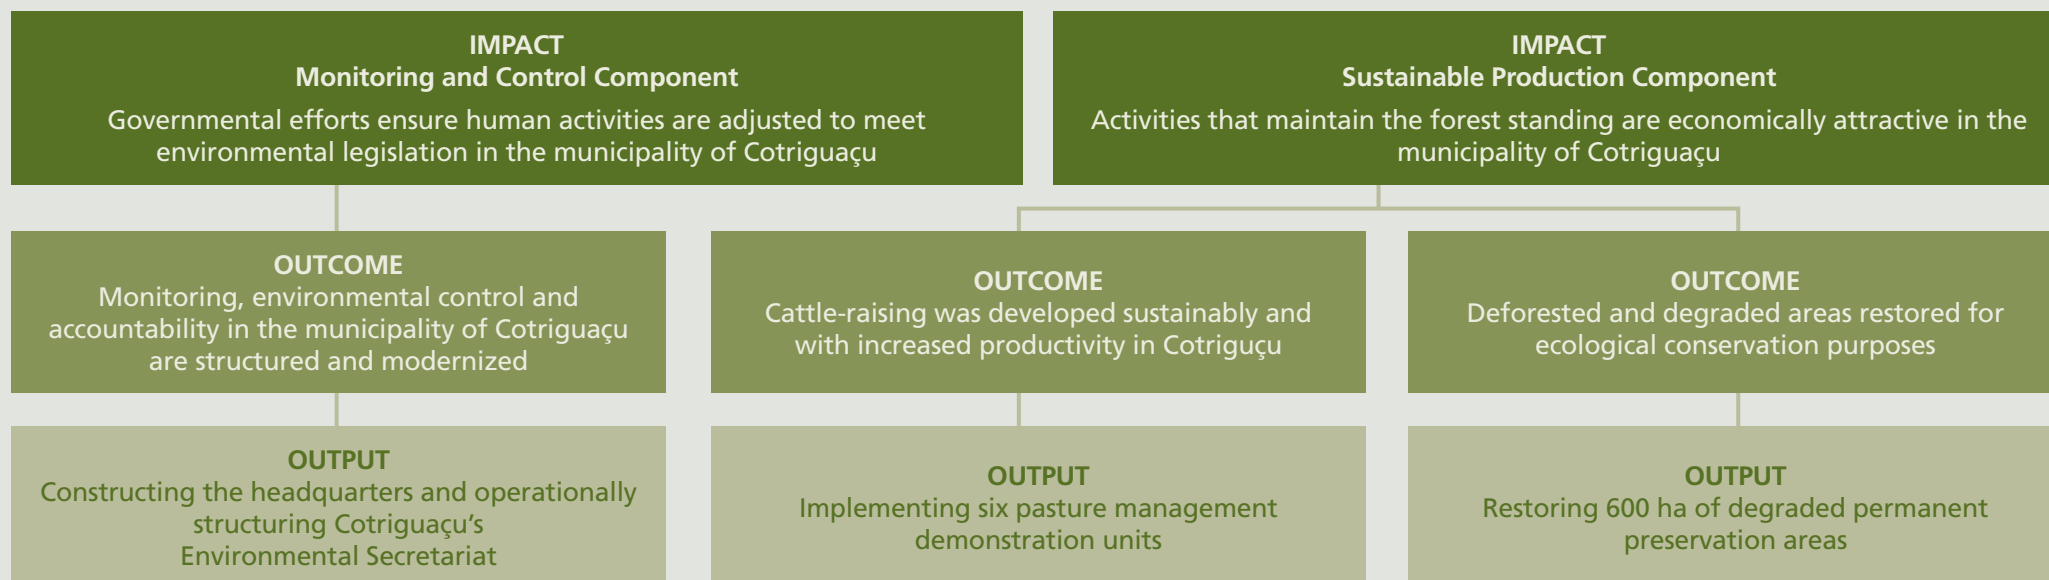 IMPACT
Monitoring and Control Component
Governmental efforts ensure human activities are adjusted to meet
environmental legislation in the municipality of Cotriguaçu
IMPACT
Sustainable Production Component
Activities that maintain the forest standing are economically attractive in the
municipality of Cotriguaçu
OUTCOME
Monitoring, environmental control and
accountability in the municipality of Cotriguaçu
are structured and modernized
OUTCOME
Cattle-raising was developed sustainably and
with increased productivity in Cotriguçu
OUTCOME
Deforested and degraded areas restored for
ecological conservation purposes
OUTPUT
Constructing the headquarters and operationally
structuring Cotriguaçu’s
Environmental Secretariat
OUTPUT
Implementing six pasture management
demonstration units
OUTPUT
Restoring 600 ha of degraded permanent
preservation areas